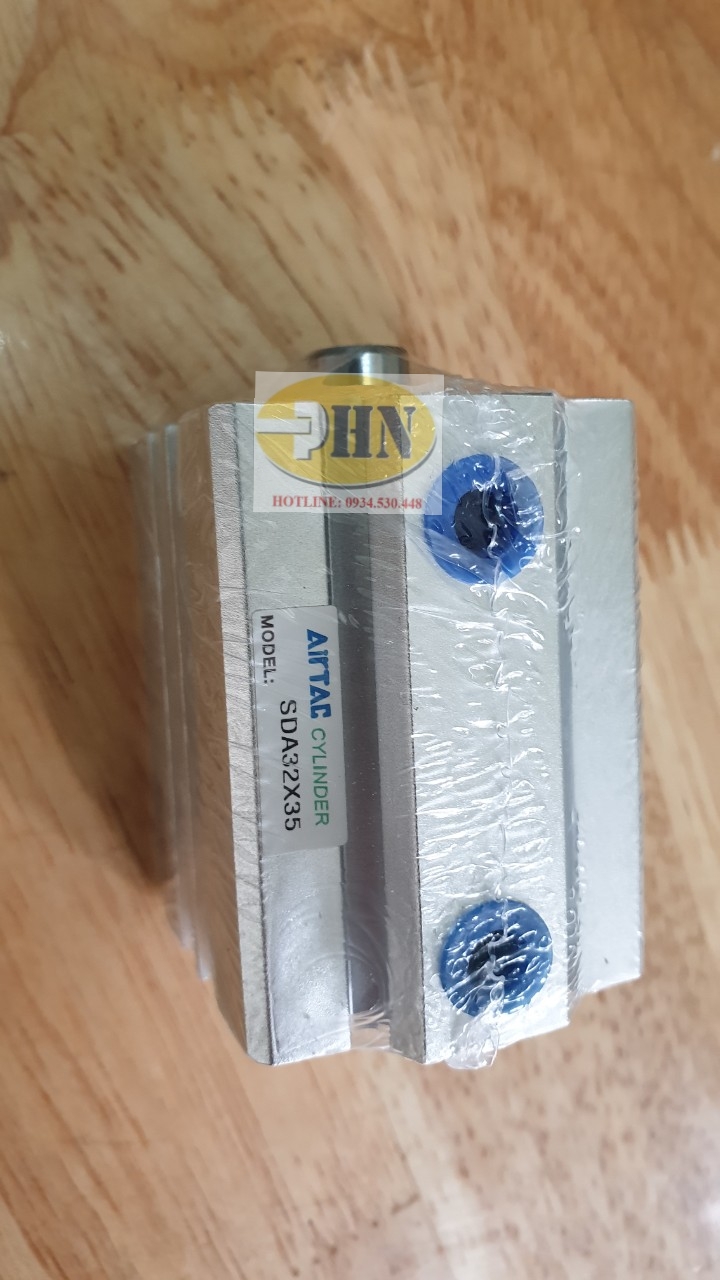 PHN
HOTLINE: 0934.530.448
AIRTAC CYLINDER
MODEL: SDA32X35